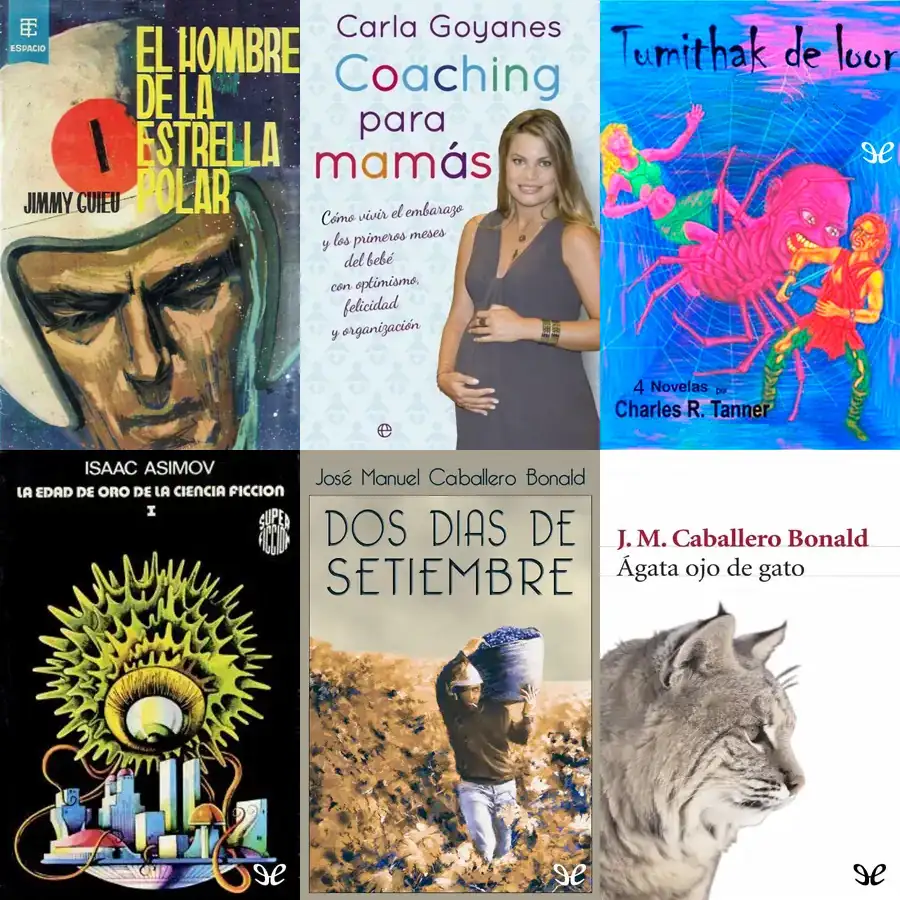 ESPACIO
EL HOMBRE
DE LA
ESTRELLA
POLAR
1
JIMMY GUIEU
Carla Goyanes
Coaching
para
mamás
Cómo vivir el embarazo
y los primeros meses
del bebé
con optimismo,
felicidad
y organización
e
Tumithak de loor
4 Novelas por
Charles R. Tanner
ISAAC ASIMOV
LA EDAD DE ORO DE LA CIENCIA FICCION
I
SUPER
FICCION
José Manuel Caballero Bonald
DOS DIAS DE
SETIEMBRE
J. M. Caballero Bonald
Ágata ojo de gato